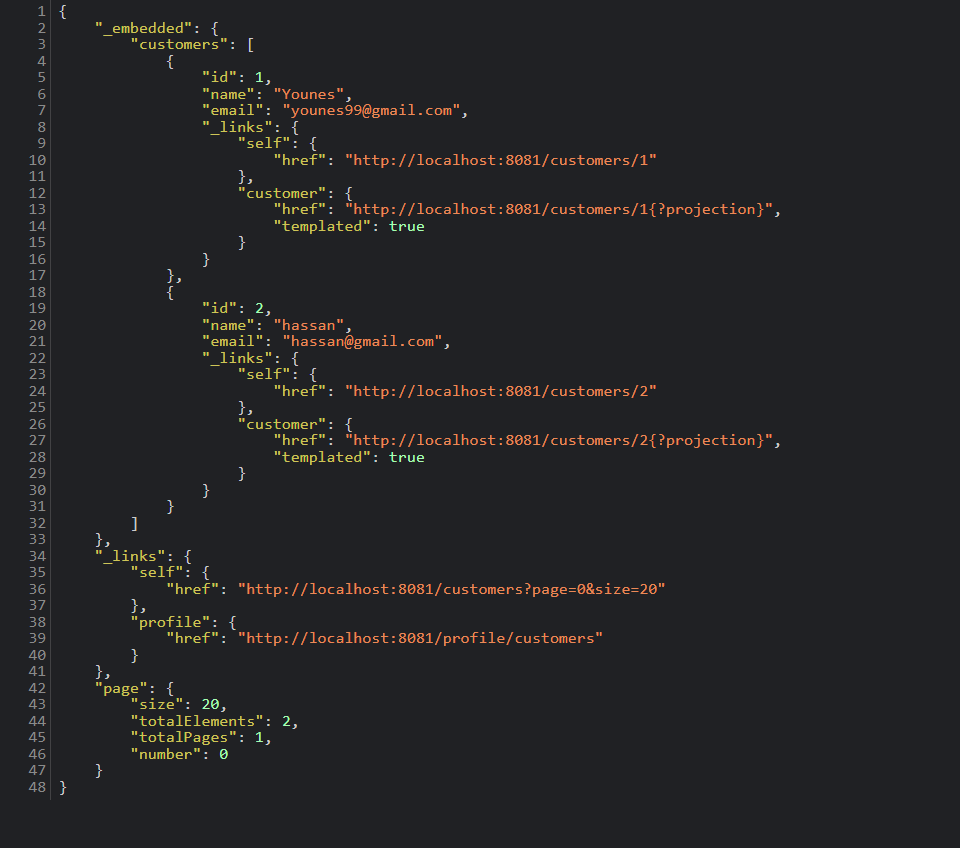 1 {
2     "_embedded": {
3         "customers": [
4             {
5                 "id": 1,
6                 "name": "Younes",
7                 "email": "younes99@gmail.com",
8                 "_links": {
9                     "self": {
10                         "href": "http://localhost:8081/customers/1"
11                     },
12                     "customer": {
13                         "href": "http://localhost:8081/customers/1{?projection}",
14                         "templated": true
15                     }
16                 }
17             },
18             {
19                 "id": 2,
20                 "name": "hassan",
21                 "email": "hassan@gmail.com",
22                 "_links": {
23                     "self": {
24                         "href": "http://localhost:8081/customers/2"
25                     },
26                     "customer": {
27                         "href": "http://localhost:8081/customers/2{?projection}",
28                         "templated": true
29                     }
30                 }
31             }
32         ]
33     },
34     "_links": {
35         "self": {
36             "href": "http://localhost:8081/customers?page=0&size=20"
37         },
38         "profile": {
39             "href": "http://localhost:8081/profile/customers"
40         }
41     },
42     "page": {
43         "size": 20,
44         "totalElements": 2,
45         "totalPages": 1,
46         "number": 0
47     }
48 }